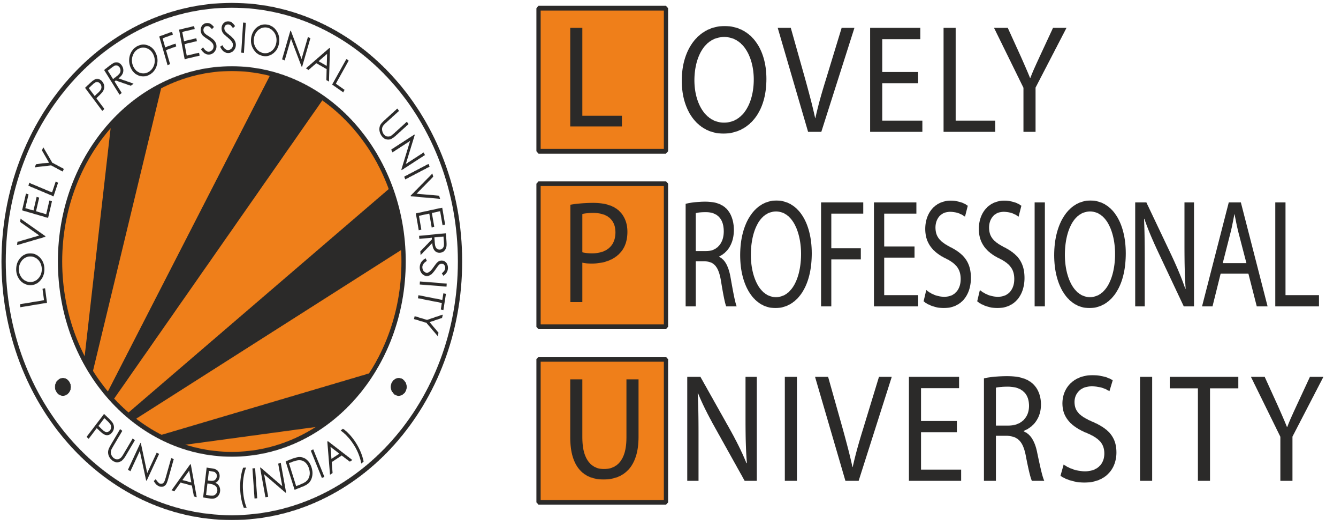 LOVELY PROFESSIONAL UNIVERSITY
• PUNJAB (INDIA) •
LOVELY
PROFESSIONAL
UNIVERSITY